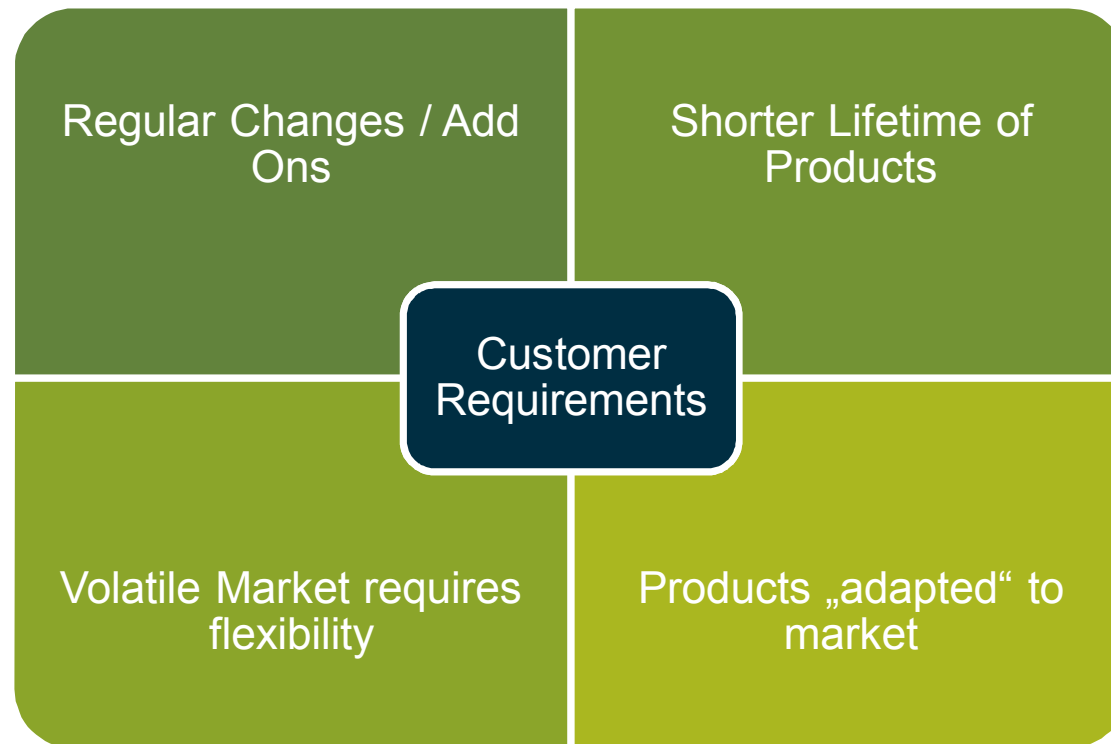 Regular Changes / Add
Ons
Shorter Lifetime of
Products
Customer
Requirements
Volatile Market requires
flexibility
Products „adapted“ to
market